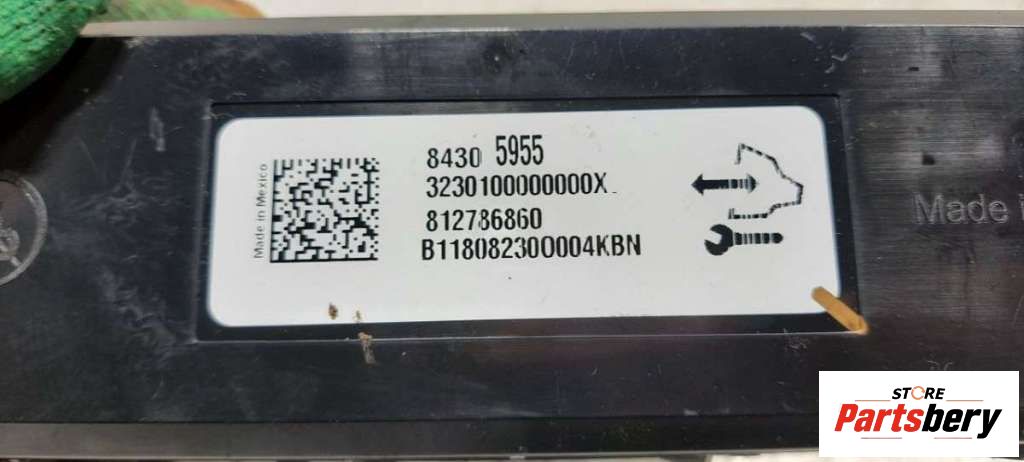 Made in Mexico
8430 5955
3230100000000X
812786860
B118082300004KBN
Made
STORE
Partsbery